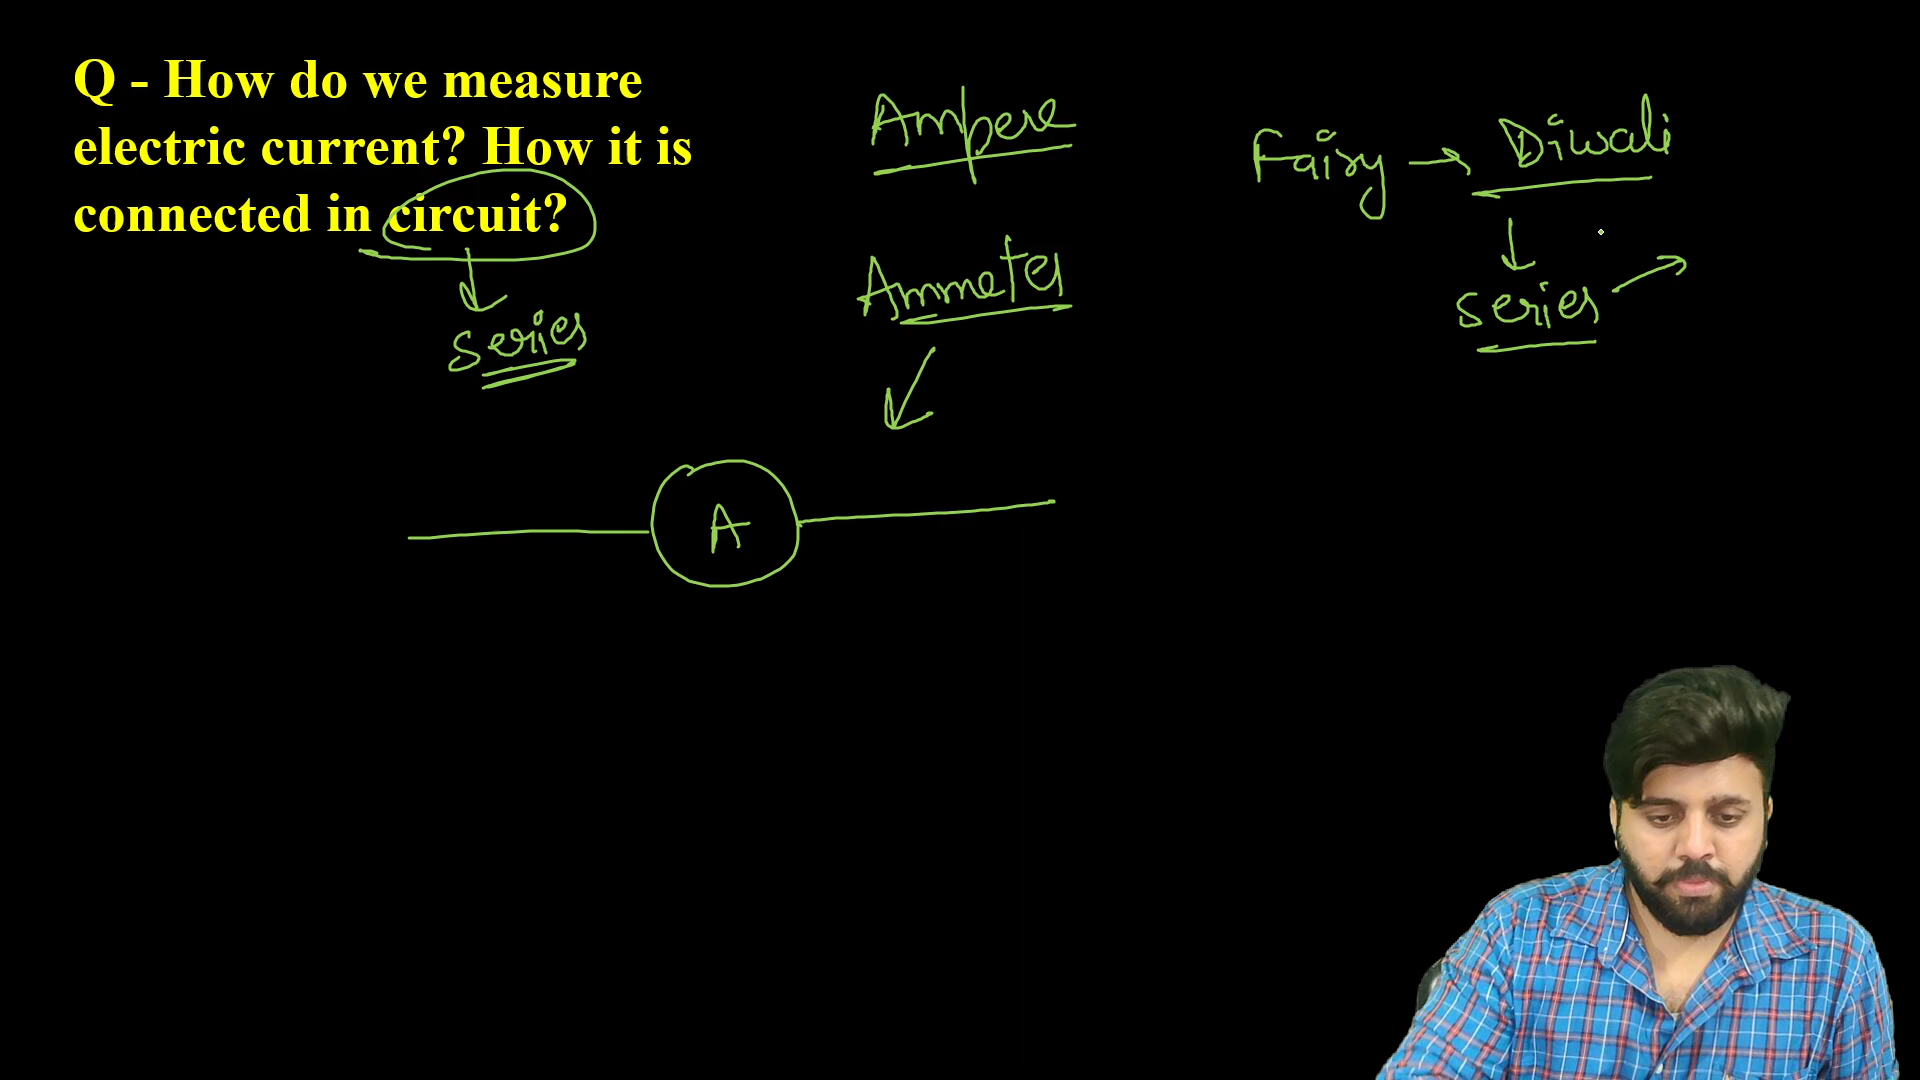 Q - How do we measure
electric current? How it is
connected in circuit?
series
Ampere
Ammeter
A
Fairy → Diwali
series